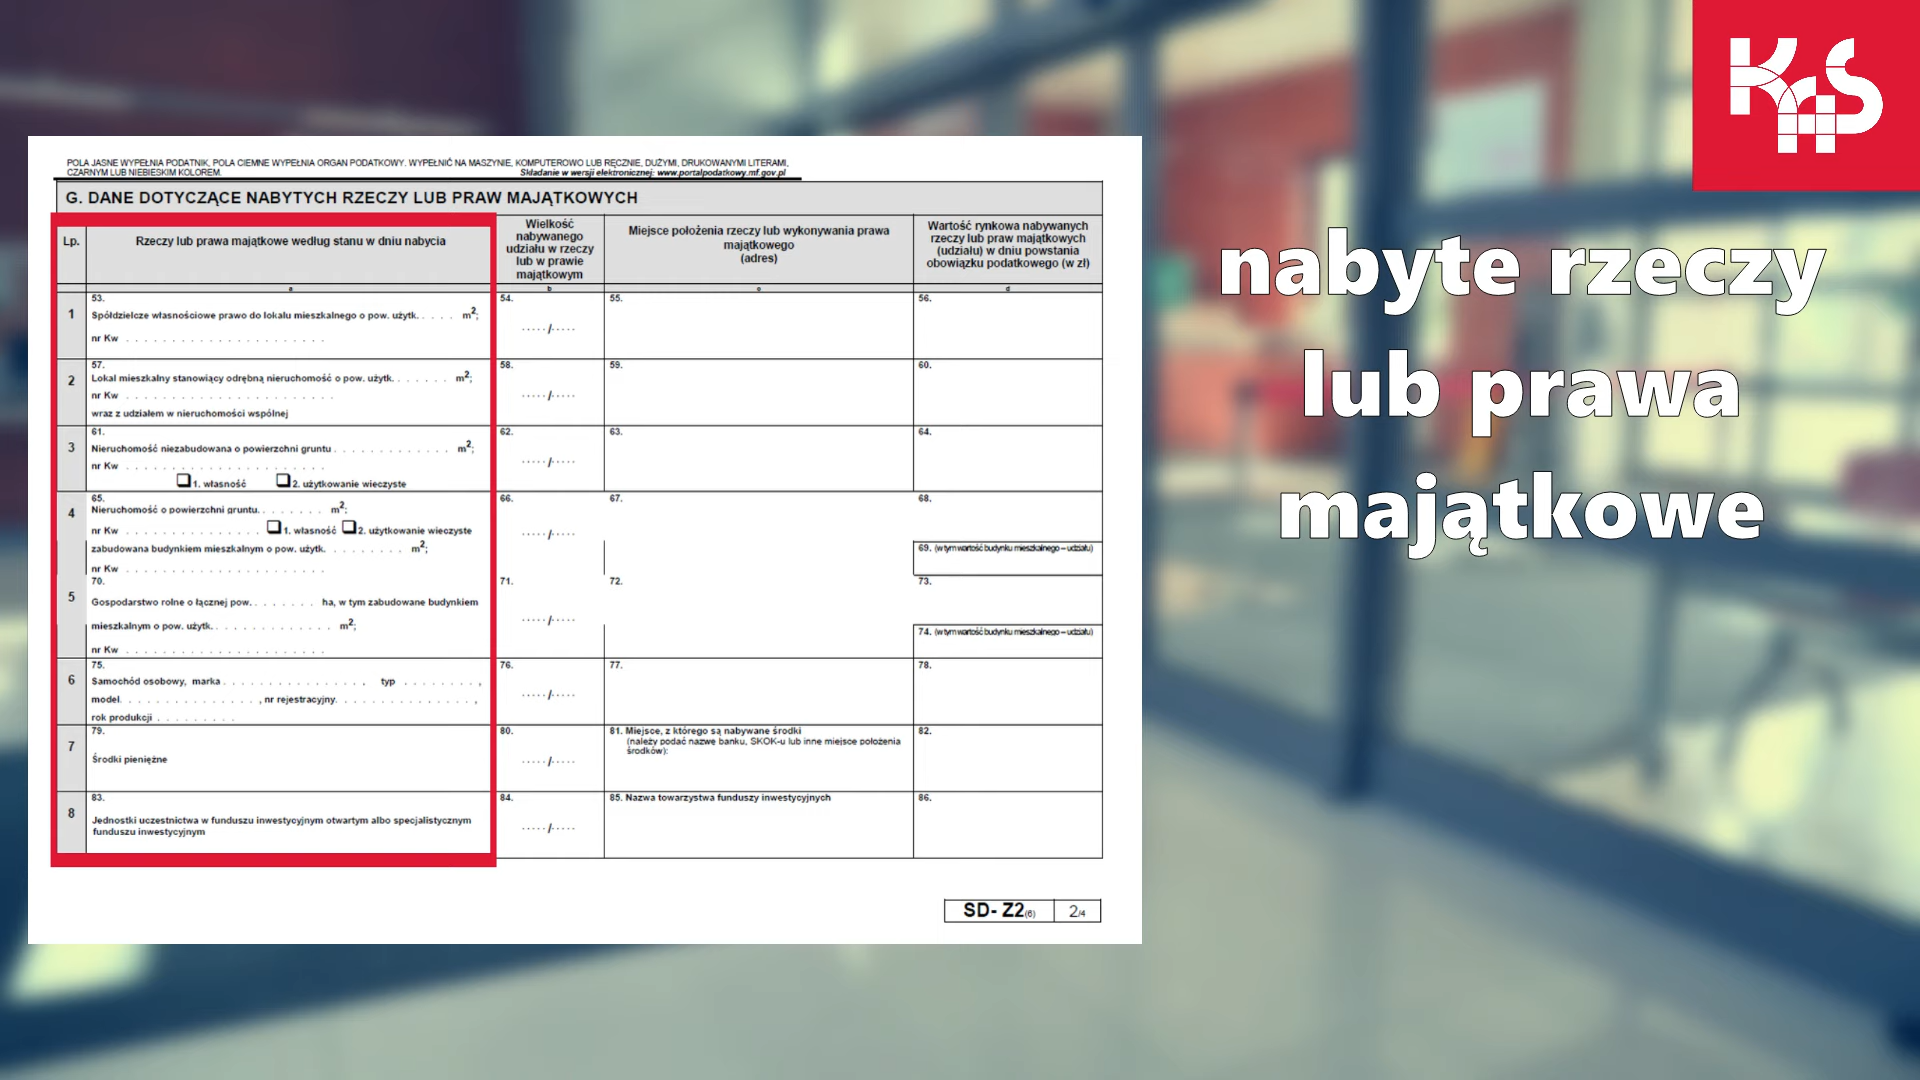 KAS
POLA JASNE WYPEŁNIA PODATNIK, POLA CIEMNE WYPEŁNIA ORGAN PODATKOWY. WYPEŁNIĆ NA MASZYNIE, KOMPUTEROWO LUB RĘCZNIE, DUŻYMI, DRUKOWANYMI LITERAMI,
CZARNYM LUB NIEBIESKIM KOLOREM.
Składanie w wersji elektronicznej: www.portalpodatkowy.mf.gov.pl
G. DANE DOTYCZĄCE NABYTYCH RZECZY LUB PRAW MAJĄTKOWYCH
Lp.
Rzeczy lub prawa majątkowe według stanu w dniu nabycia
Wielkość
nabywanego
udziału w rzeczy
lub w prawie
majątkowym
Miejsce położenia rzeczy lub wykonywania prawa
majątkowego
(adres)
Wartość rynkowa nabywanych
rzeczy lub praw majątkowych
(udziału) w dniu powstania
obowiązku podatkowego (w zł)
a b c d
1
53.
Spółdzielcze własnościowe prawo do lokalu mieszkalnego o pow. użytk. . . . . m²;
nr Kw . . . . . . . . . . . . . . . . . . . . . . .
54.
. . . . . / . . . . .
55.
56.
2
57.
Lokal mieszkalny stanowiący odrębną nieruchomość o pow. użytk. . . . . . . m²;
nr Kw . . . . . . . . . . . . . . . . . . . . . . . .
wraz z udziałem w nieruchomości wspólnej
58.
. . . . . / . . . . .
59.
60.
3
61.
Nieruchomość niezabudowana o powierzchni gruntu . . . . . . . . . . . . . m²;
nr Kw . . . . . . . . . . . . . . . . . . . . . . .
❑1. własność ❑2. użytkowanie wieczyste
62.
. . . . . / . . . . .
63.
64.
4
65.
Nieruchomość o powierzchni gruntu. . . . . . . . m²;
nr Kw . . . . . . . . . . . . . ❑1. własność ❑2. użytkowanie wieczyste
zabudowana budynkiem mieszkalnym o pow. użytk. . . . . . . . . . m²;
nr Kw . . . . . . . . . . . . . . . . . . . . . . .
66.
. . . . . / . . . . .
67.
68.
69. (w tym wartość budynku mieszkalnego – udziału)
5
70.
Gospodarstwo rolne o łącznej pow. . . . . . . . ha, w tym zabudowane budynkiem
mieszkalnym o pow. użytk. . . . . . . . . . . . . . m²;
nr Kw . . . . . . . . . . . . . . . . . . . . . . .
71.
. . . . . / . . . . .
72.
73.
74. (w tym wartość budynku mieszkalnego – udziału)
6
75.
Samochód osobowy, marka . . . . . . . . . . . . . . . . , typ . . . . . . . . . ,
model. . . . . . . . . . . . . . . . , nr rejestracyjny. . . . . . . . . . . . . . . . ,
rok produkcji . . . . . . . . .
76.
. . . . . / . . . . .
77.
78.
7
79.
Środki pieniężne
80.
. . . . . / . . . . .
81. Miejsce, z którego są nabywane środki
(należy podać nazwę banku, SKOK-u lub inne miejsce położenia
środków):
82.
8
83.
Jednostki uczestnictwa w funduszu inwestycyjnym otwartym albo specjalistycznym
funduszu inwestycyjnym
84.
. . . . . / . . . . .
85. Nazwa towarzystwa funduszy inwestycyjnych
86.
SD- Z2(6) 2/4
nabyte rzeczy
lub prawa
majątkowe